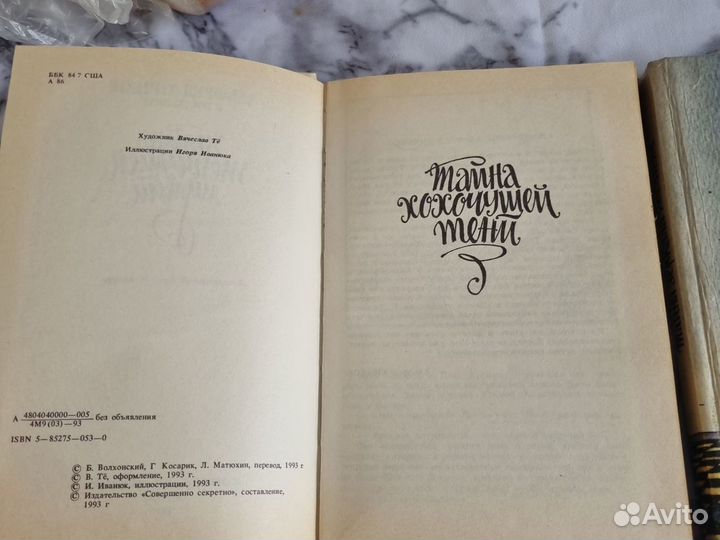 ББК 84 7 США
А 86
Художник Вячеслав Тё
Иллюстрации Игоря Иванюка
А 4804040000—005
4М9(03)—93
без объявления
ISBN 5—85275—053—0
© Б. Волхонский, Г Косарик, Л. Матюхин, перевод, 1993 г
© В. Тё, оформление, 1993 г.
© И. Иванюк, иллюстрации, 1993 г.
© Издательство «Совершенно секретно», составление,
1993 г
Тайна
хохочущей
тени
Avito